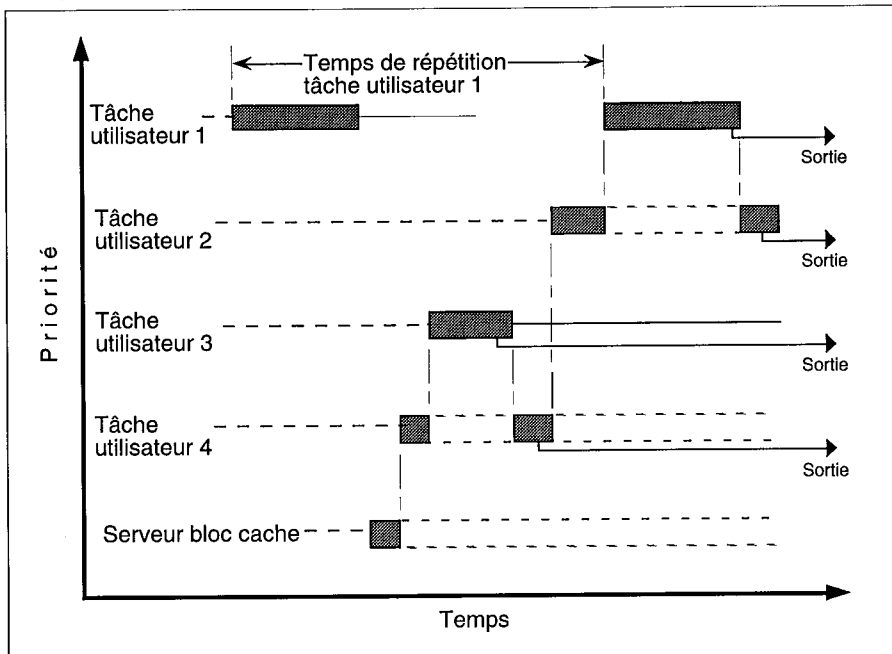 Temps de répétition
tâche utilisateur 1
Tâche
utilisateur 1
Sortie
Tâche
utilisateur 2
Sortie
Tâche
utilisateur 3
Sortie
Tâche
utilisateur 4
Sortie
Serveur bloc cache
Priorité
Temps